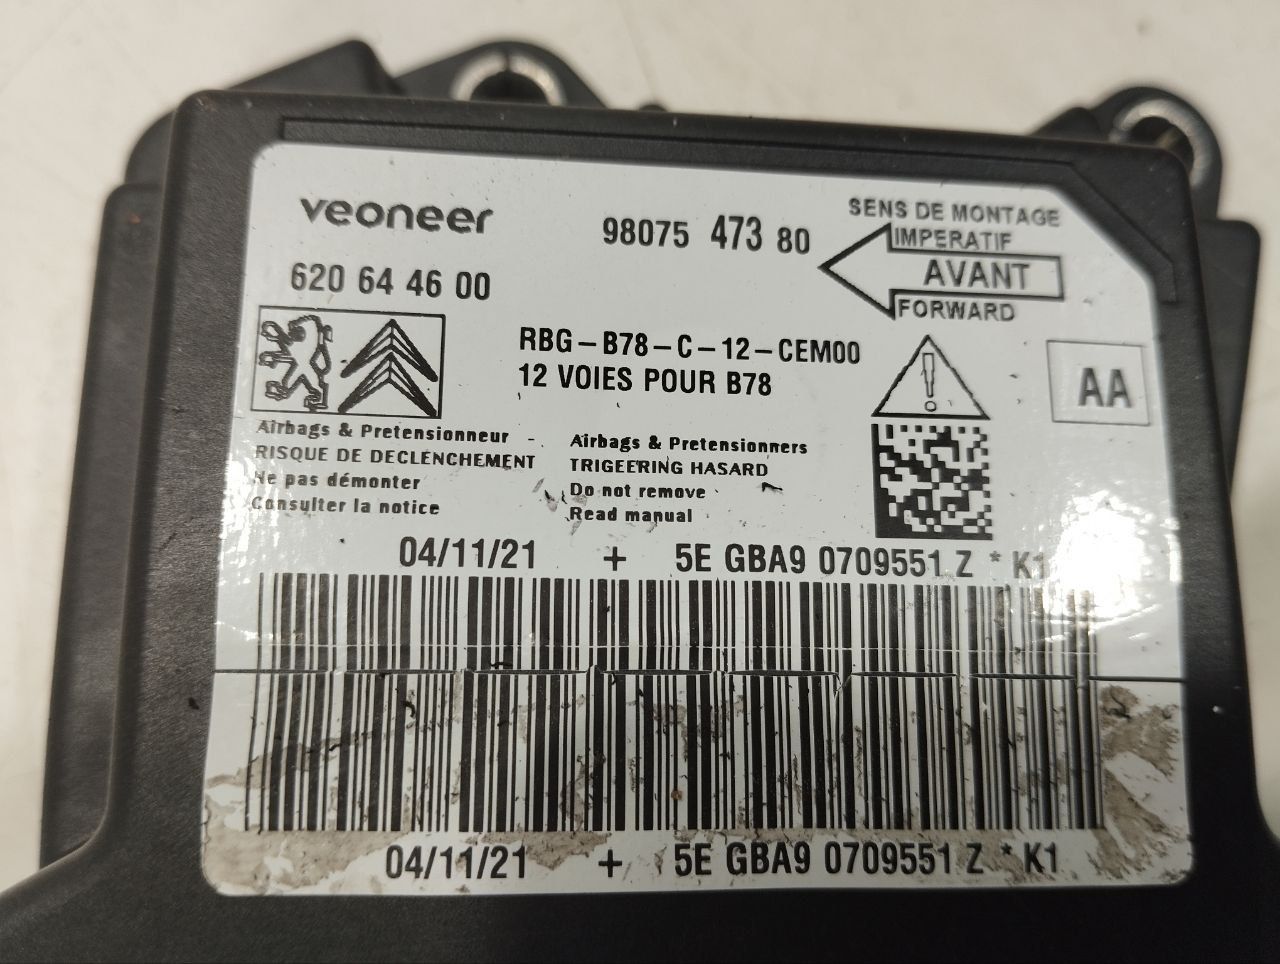 veoneer
98075 473 80
620 64 46 00
SENS DE MONTAGE
IMPERATIF
AVANT
FORWARD
RBG-B78-C-12-CEM00
12 VOIES POUR B78
AA
Airbags & Pretensionneur
RISQUE DE DECLENCHEMENT
Ne pas démonter
Consulter la notice
Airbags & Pretensionners
TRIGEERING HASARD
Do not remove
Read manual
04/11/21 + 5E GBA9 0709551 Z * K1
04/11/21 + 5E GBA9 0709551 Z * K1